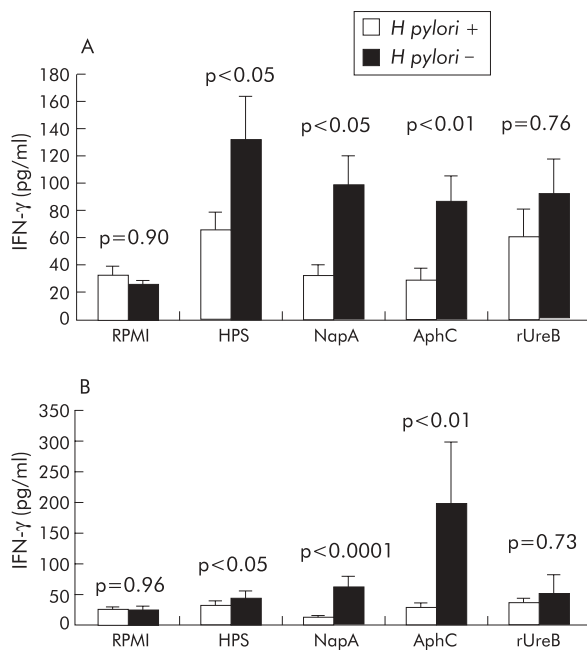 H pylori +
H pylori –
A
IFN-γ (pg/ml)
180
160
140
120
100
80
60
40
20
0
p=0.90
p<0.05
p<0.05
p<0.01
p=0.76
RPMI
HPS
NapA
AphC
rUreB
B
IFN-γ (pg/ml)
350
300
250
200
150
100
50
0
p=0.96
p<0.05
p<0.0001
p<0.01
p=0.73
RPMI
HPS
NapA
AphC
rUreB